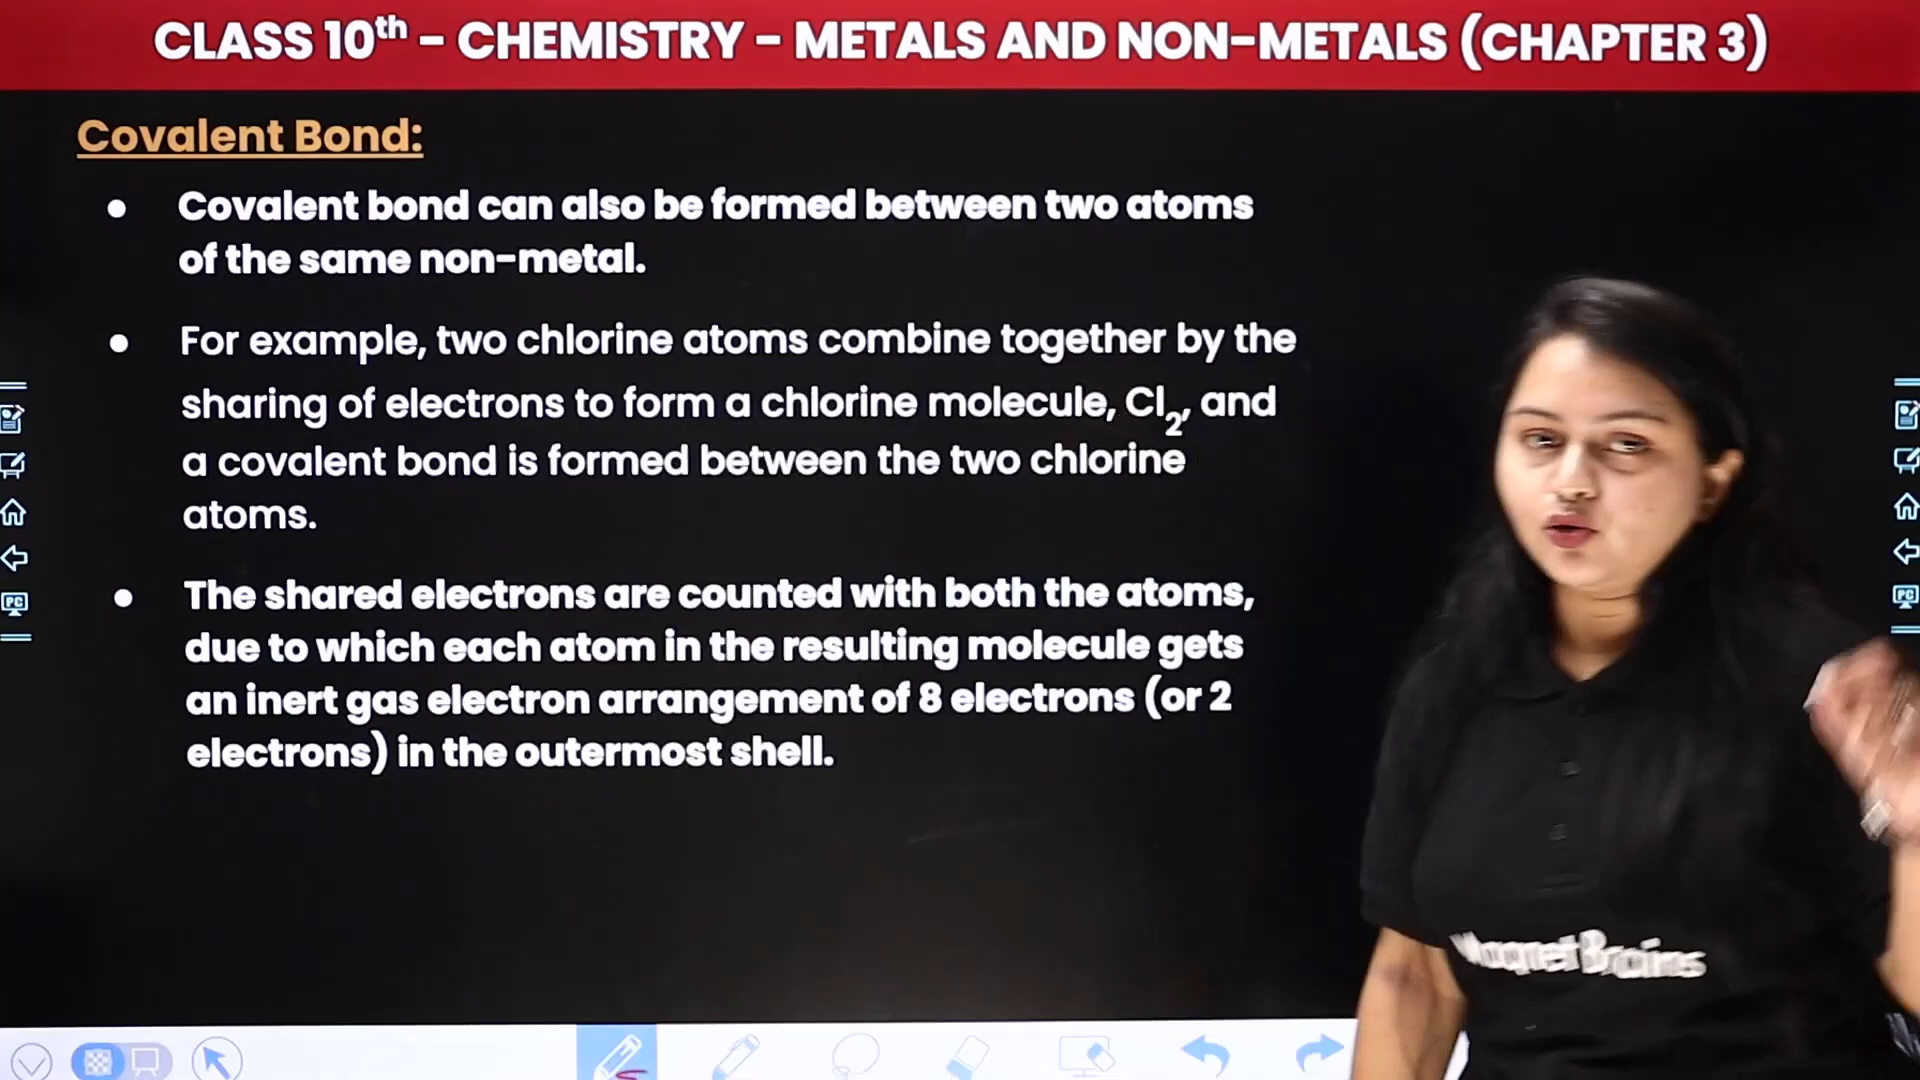 CLASS 10th - CHEMISTRY - METALS AND NON-METALS (CHAPTER 3)
Covalent Bond:
• Covalent bond can also be formed between two atoms
of the same non-metal.
• For example, two chlorine atoms combine together by the
sharing of electrons to form a chlorine molecule, Cl2, and
a covalent bond is formed between the two chlorine
atoms.
• The shared electrons are counted with both the atoms,
due to which each atom in the resulting molecule gets
an inert gas electron arrangement of 8 electrons (or 2
electrons) in the outermost shell.
Magnet Brains
PC
PC